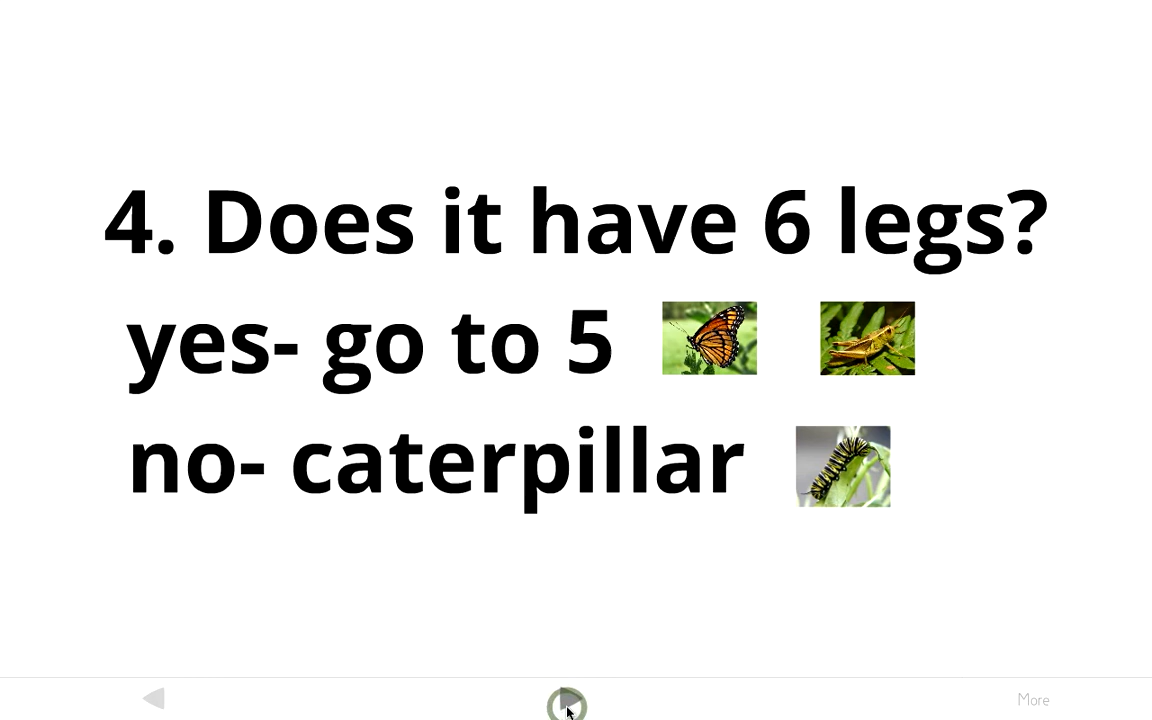 4. Does it have 6 legs?
yes- go to 5
no- caterpillar
More